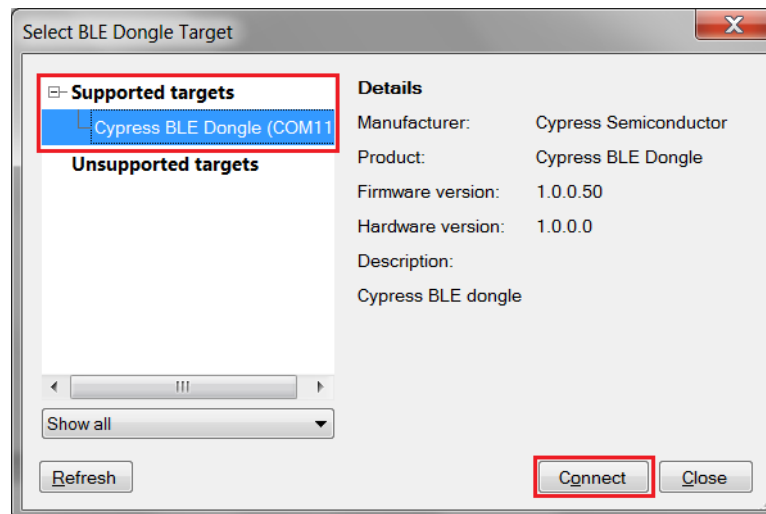 Select BLE Dongle Target
X
Supported targets
Cypress BLE Dongle (COM11
Unsupported targets
Details
Manufacturer: Cypress Semiconductor
Product: Cypress BLE Dongle
Firmware version: 1.0.0.50
Hardware version: 1.0.0.0
Description:
Cypress BLE dongle
Show all
Refresh
Connect
Close